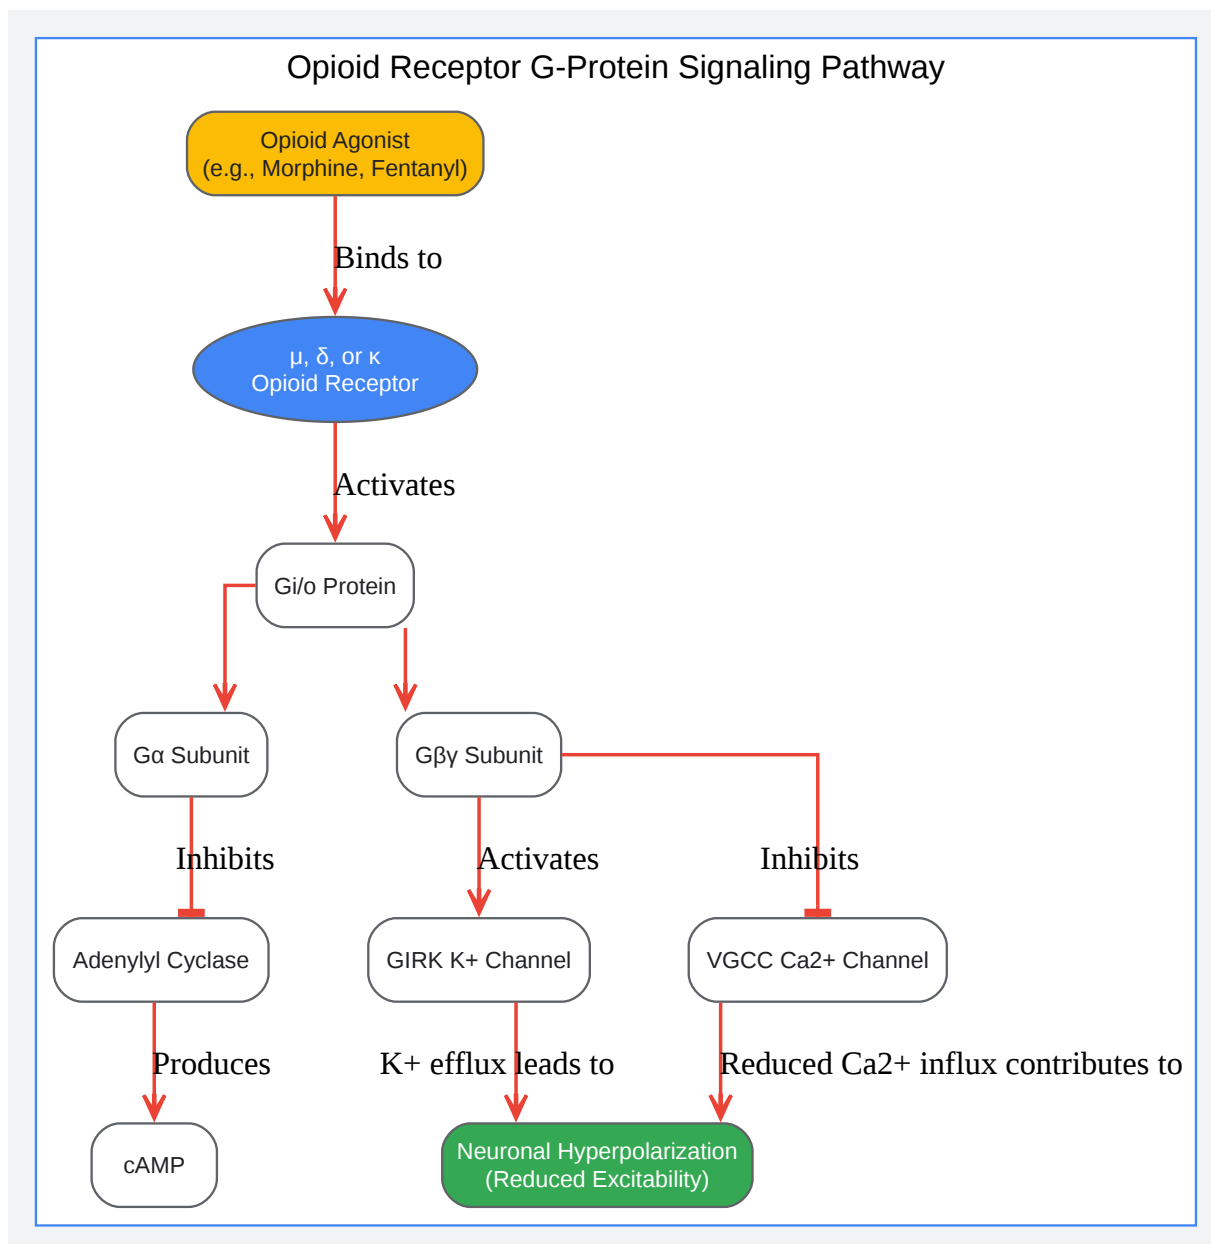 Opioid Receptor G-Protein Signaling Pathway
Opioid Agonist
(e.g., Morphine, Fentanyl)
Binds to
μ, δ, or κ
Opioid Receptor
Activates
Gi/o Protein
Gα Subunit
Gβγ Subunit
Inhibits
Activates
Inhibits
Adenylyl Cyclase
GIRK K+ Channel
VGCC Ca2+ Channel
Produces
K+ efflux leads to
Reduced Ca2+ influx contributes to
cAMP
Neuronal Hyperpolarization
(Reduced Excitability)